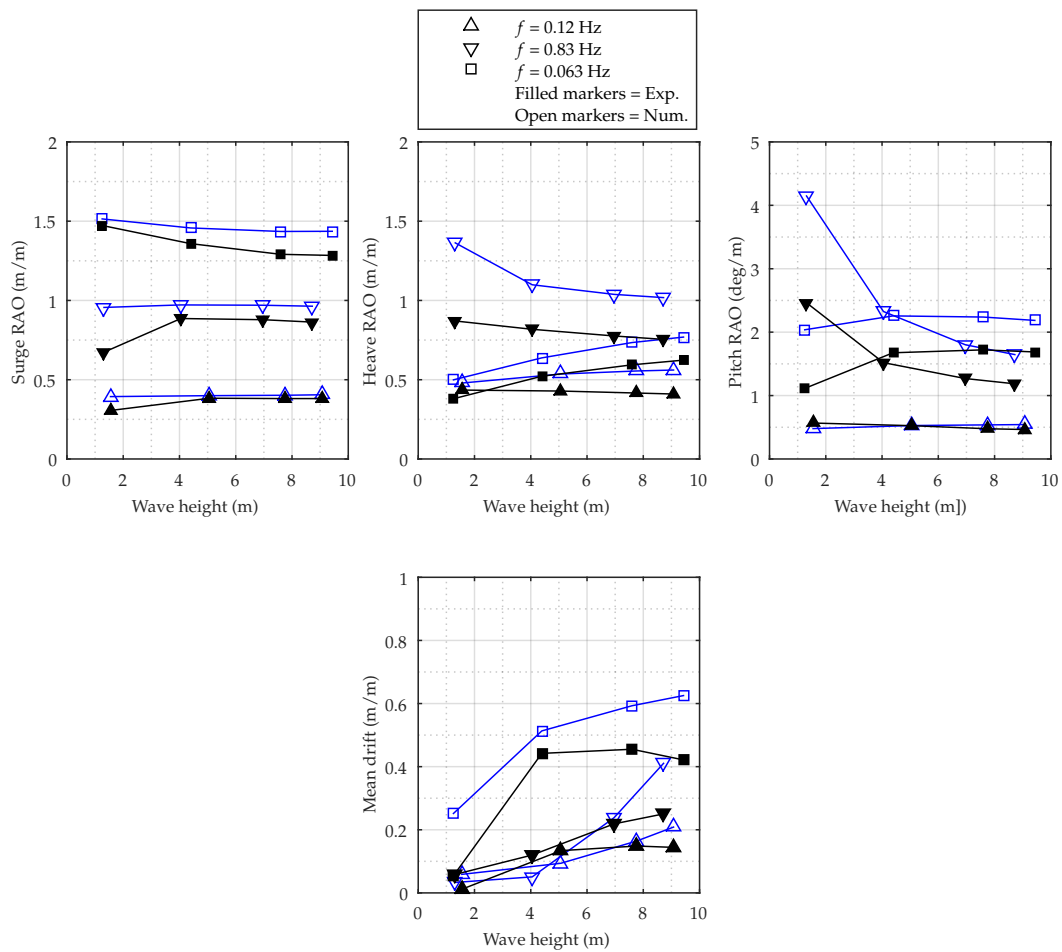 f = 0.12 Hz
f = 0.83 Hz
f = 0.063 Hz
Filled markers = Exp.
Open markers = Num.
2
1.5
1
0.5
0
Surge RAO (m/m)
0 2 4 6 8 10
Wave height (m)
2
1.5
1
0.5
0
Heave RAO (m/m)
0 2 4 6 8 10
Wave height (m)
5
4
3
2
1
0
Pitch RAO (deg/m)
0 2 4 6 8 10
Wave height (m])
1
0.8
0.6
0.4
0.2
0
Mean drift (m/m)
0 2 4 6 8 10
Wave height (m)